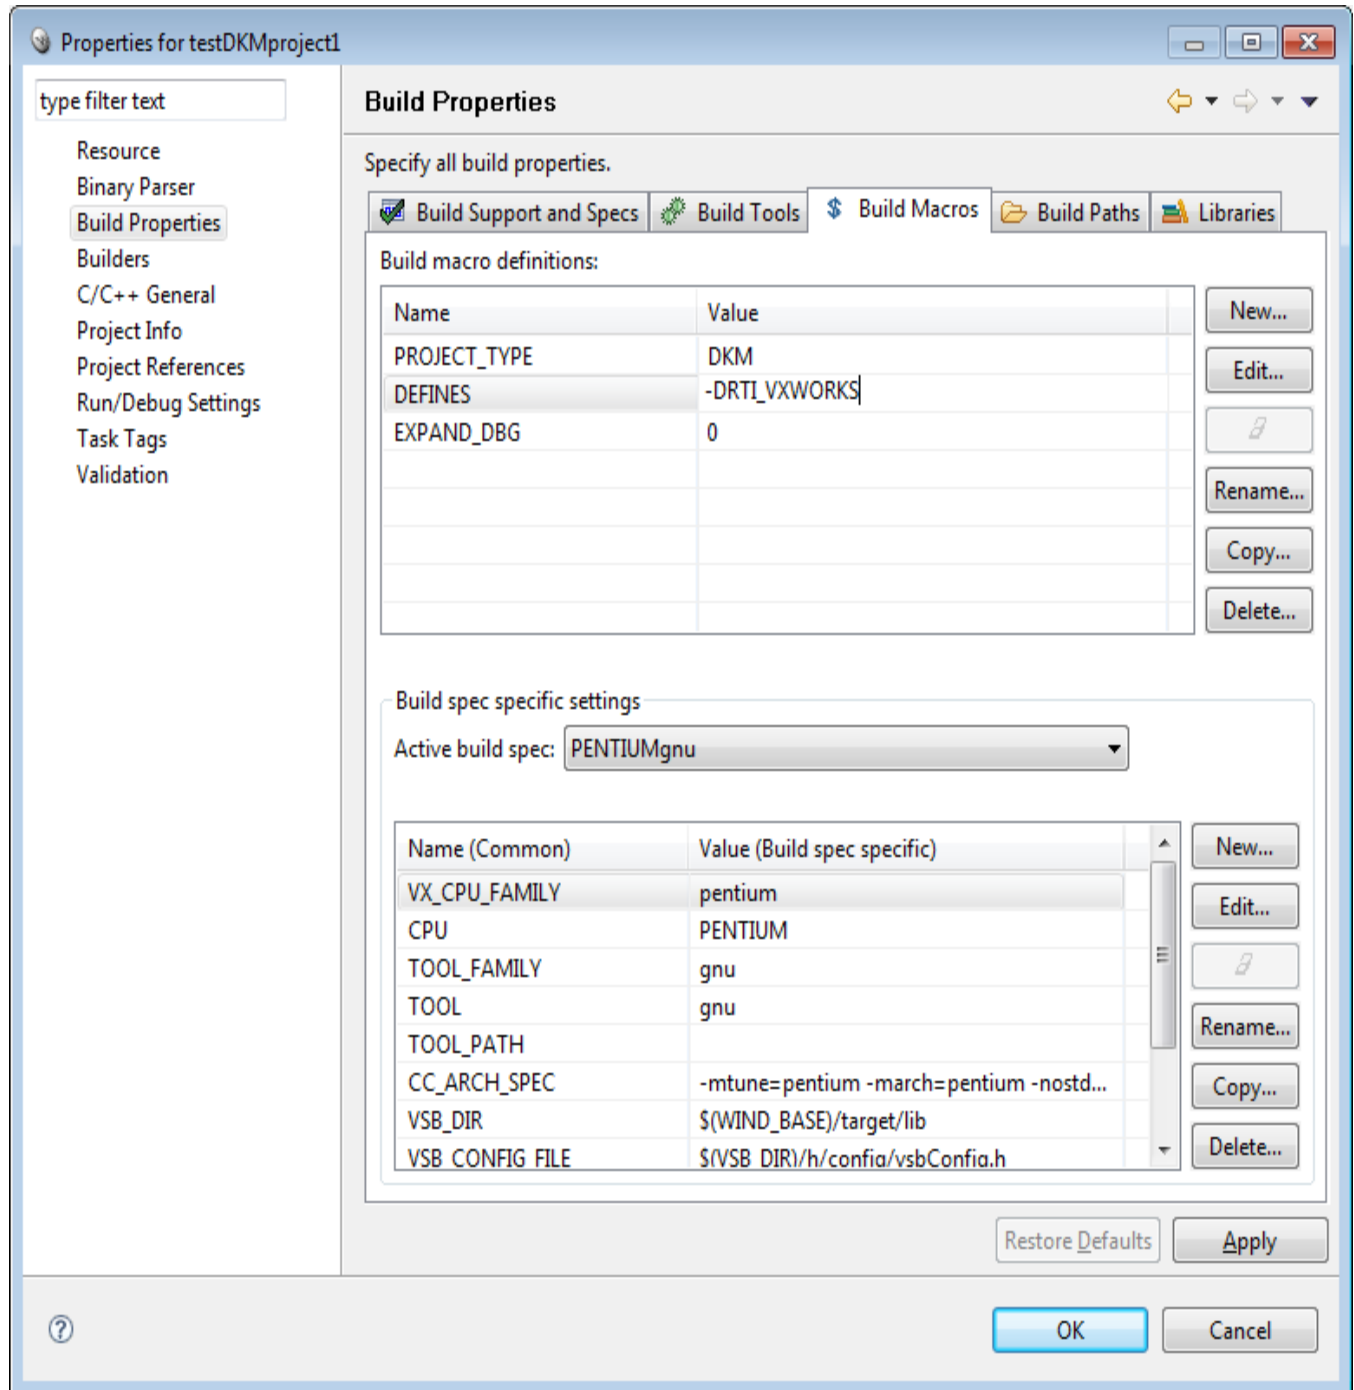 Properties for testDKMproject1
type filter text
Resource
Binary Parser
Build Properties
Builders
C/C++ General
Project Info
Project References
Run/Debug Settings
Task Tags
Validation
Build Properties
Specify all build properties.
Build Support and Specs Build Tools $ Build Macros Build Paths Libraries
Build macro definitions:
Name Value
PROJECT_TYPE DKM
DEFINES -DRTI_VXWORKS
EXPAND_DBG 0
New...
Edit...
Rename...
Copy...
Delete...
Build spec specific settings
Active build spec: PENTIUMgnu
Name (Common) Value (Build spec specific)
VX_CPU_FAMILY pentium
CPU PENTIUM
TOOL_FAMILY gnu
TOOL gnu
TOOL_PATH
CC_ARCH_SPEC -mtune=pentium -march=pentium -nostd...
VSB_DIR $(WIND_BASE)/target/lib
VSB_CONFIG_FILE $(VSB_DIR)/h/config/vsbConfig.h
New...
Edit...
Rename...
Copy...
Delete...
Restore Defaults Apply
? OK Cancel